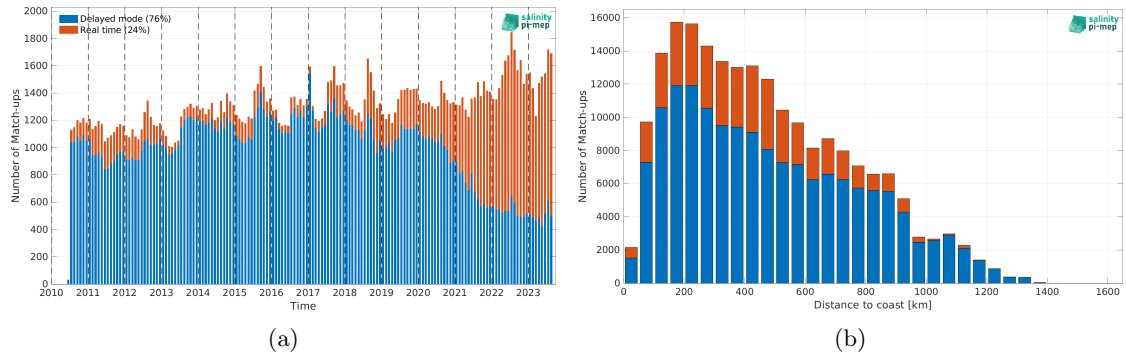 Delayed mode (76%)
Real time (24%)
salinity
pi-mep
2000
1800
1600
1400
1200
1000
800
600
400
200
0
Number of Match-ups
2010 2011 2012 2013 2014 2015 2016 2017 2018 2019 2020 2021 2022 2023
Time
(a)
salinity
pi-mep
16000
14000
12000
10000
8000
6000
4000
2000
0
Number of Match-ups
0 200 400 600 800 1000 1200 1400 1600
Distance to coast [km]
(b)